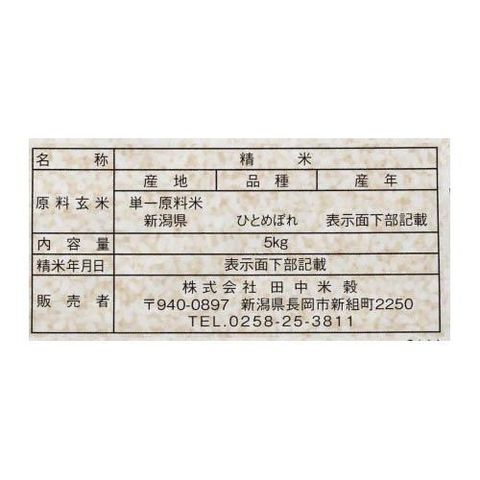 名称 精米
原料玄米 産地 品種 産年
単一原料米
新潟県 ひとめぼれ 表示面下部記載
内容量 5kg
精米年月日 表示面下部記載
販売者 株式会社 田中米穀
〒940-0897 新潟県長岡市新組町2250
TEL.0258-25-3811